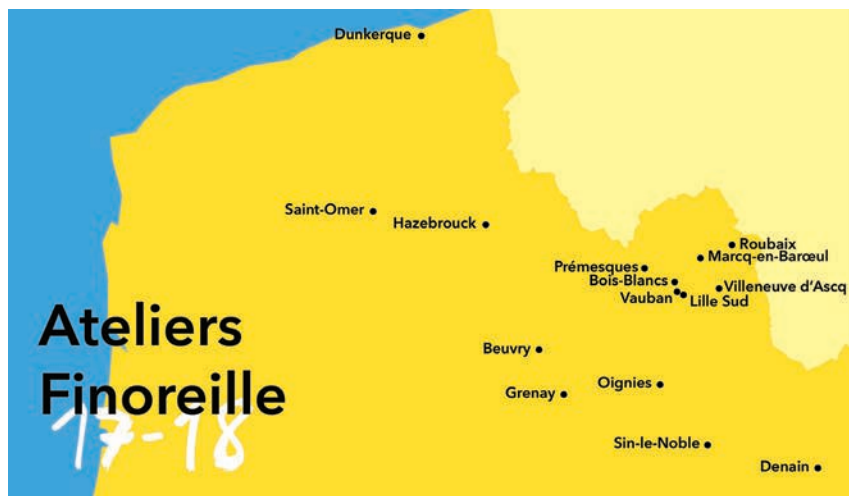 Dunkerque
Saint-Omer
Hazebrouck
Roubaix
Marcq-en-Barœul
Prémesques
Bois-Blancs
Villeneuve d'Ascq
Vauban
Lille Sud
Ateliers
Finoreille
17-18
Beuvry
Oignies
Grenay
Sin-le-Noble
Denain